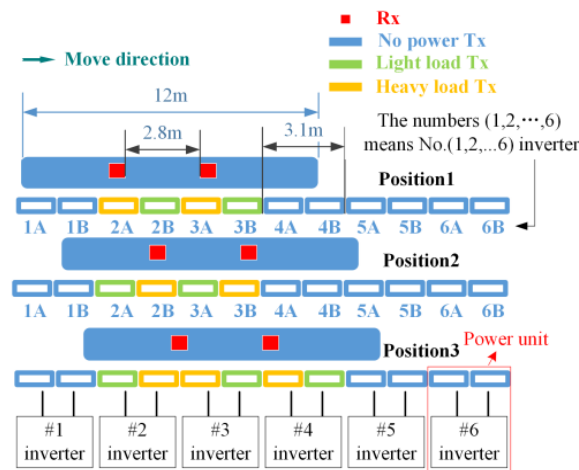 Rx
No power Tx
Light load Tx
Heavy load Tx
Move direction
12m
2.8m
3.1m
The numbers (1,2,⋯,6)
means No.(1,2,...6) inverter
Position1
1A 1B 2A 2B 3A 3B 4A 4B 5A 5B 6A 6B
Position2
1A 1B 2A 2B 3A 3B 4A 4B 5A 5B 6A 6B
Position3
Power unit
#1 #2 #3 #4 #5 #6
inverter inverter inverter inverter inverter inverter